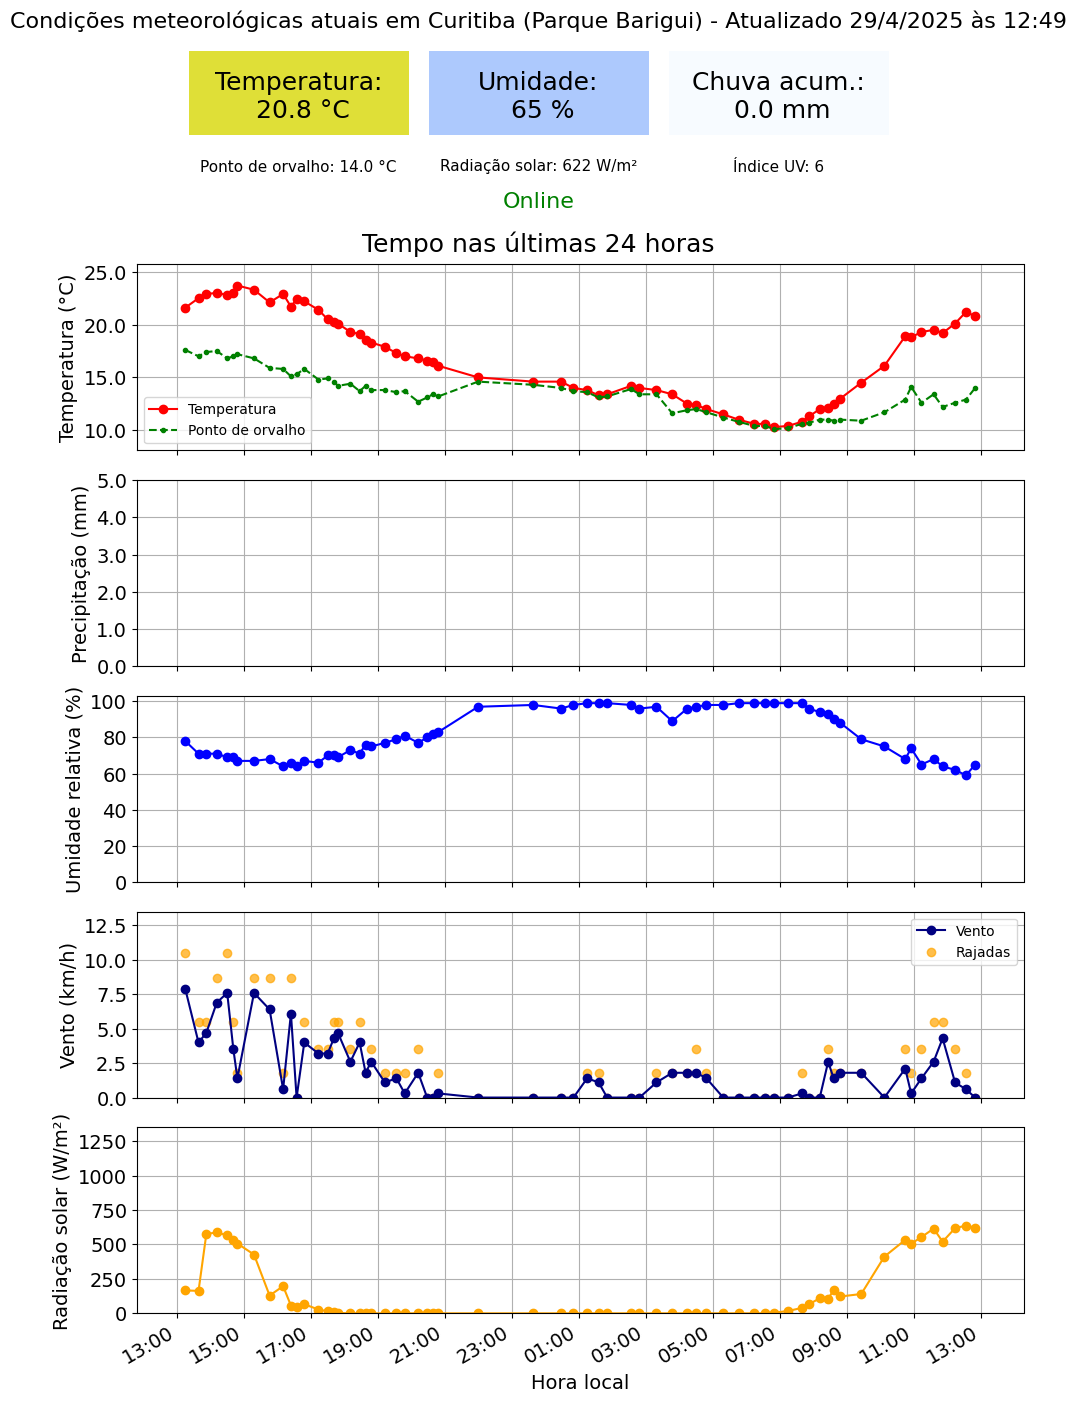 Condições meteorológicas atuais em Curitiba (Parque Barigui) - Atualizado 29/4/2025 às 12:49
Temperatura:
20.8 °C
Umidade:
65 %
Chuva acum.:
0.0 mm
Ponto de orvalho: 14.0 °C
Radiação solar: 622 W/m²
Índice UV: 6
Online
Tempo nas últimas 24 horas
Temperatura (°C)
25.0
20.0
15.0
10.0
Temperatura
Ponto de orvalho
Precipitação (mm)
5.0
4.0
3.0
2.0
1.0
0.0
Umidade relativa (%)
100
80
60
40
20
0
Vento (km/h)
12.5
10.0
7.5
5.0
2.5
0.0
Vento
Rajadas
Radiação solar (W/m²)
1250
1000
750
500
250
0
13:00
15:00
17:00
19:00
21:00
23:00
01:00
03:00
05:00
07:00
09:00
11:00
13:00
Hora local